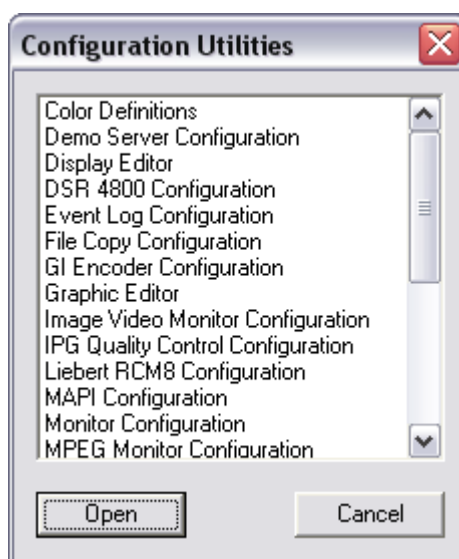 Configuration Utilities
Color Definitions
Demo Server Configuration
Display Editor
DSR 4800 Configuration
Event Log Configuration
File Copy Configuration
GI Encoder Configuration
Graphic Editor
Image Video Monitor Configuration
IPG Quality Control Configuration
Liebert RCM8 Configuration
MAPI Configuration
Monitor Configuration
MPEG Monitor Configuration
Open
Cancel